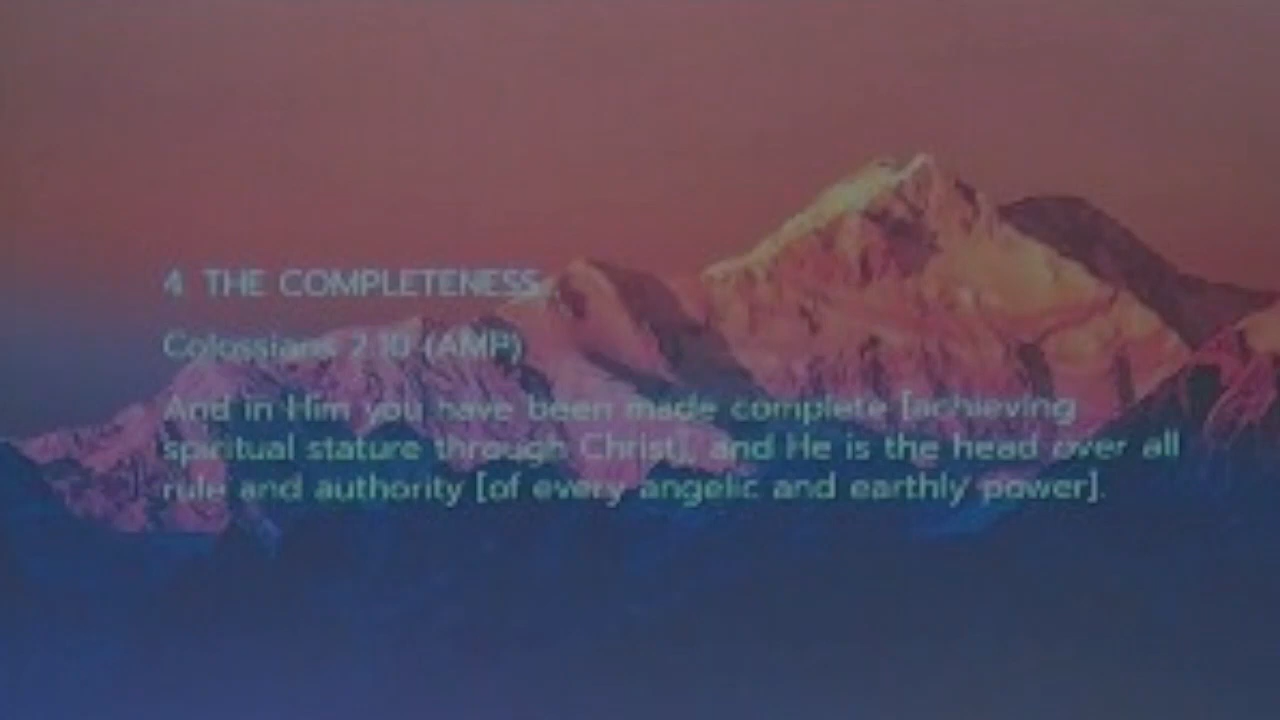 4 THE COMPLETENESS..
Colossians 2:10 (AMP)
And in Him you have been made complete [achieving
spiritual stature through Christ], and He is the head over all
rule and authority [of every angelic and earthly power].